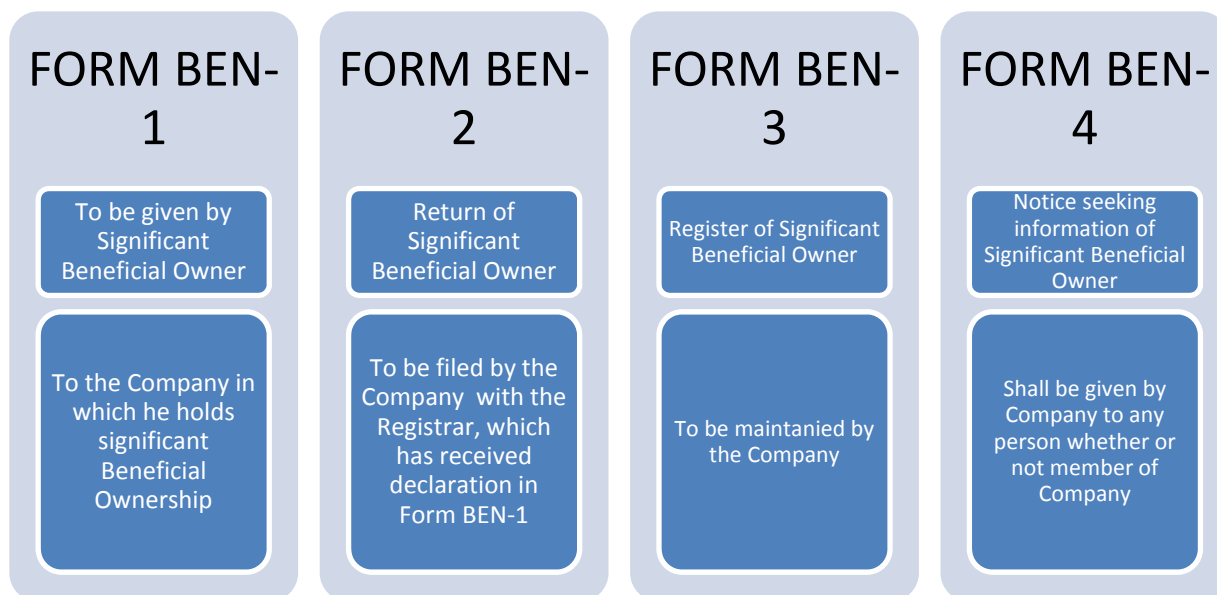 FORM BEN-
1
To be given by
Significant
Beneficial Owner
To the Company in
which he holds
significant
Beneficial
Ownership
FORM BEN-
2
Return of
Significant
Beneficial Owner
To be filed by the
Company with the
Registrar, which
has received
declaration in
Form BEN-1
FORM BEN-
3
Register of Significant
Beneficial Owner
To be maintanied by
the Company
FORM BEN-
4
Notice seeking
information of
Significant Beneficial
Owner
Shall be given by
Company to any
person whether or
not member of
Company